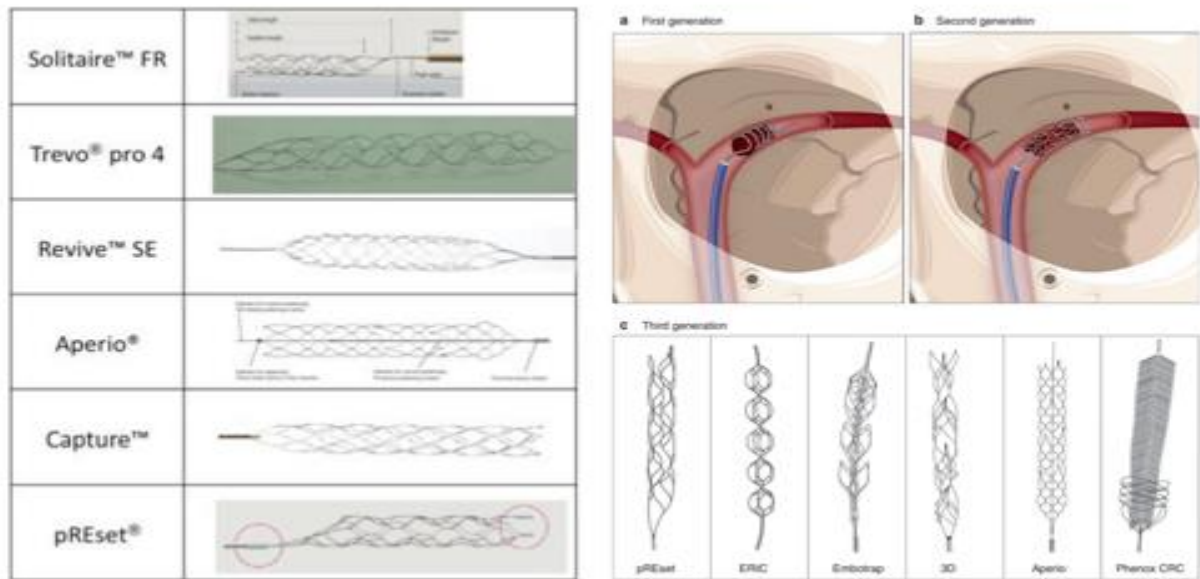 Solitaire™ FR
Trevo® pro 4
Revive™ SE
Aperio®
Capture™
pREset®
a First generation
b Second generation
c Third generation
pREset
ERIC
Embotrap
3D
Aperio
Phenox CRC